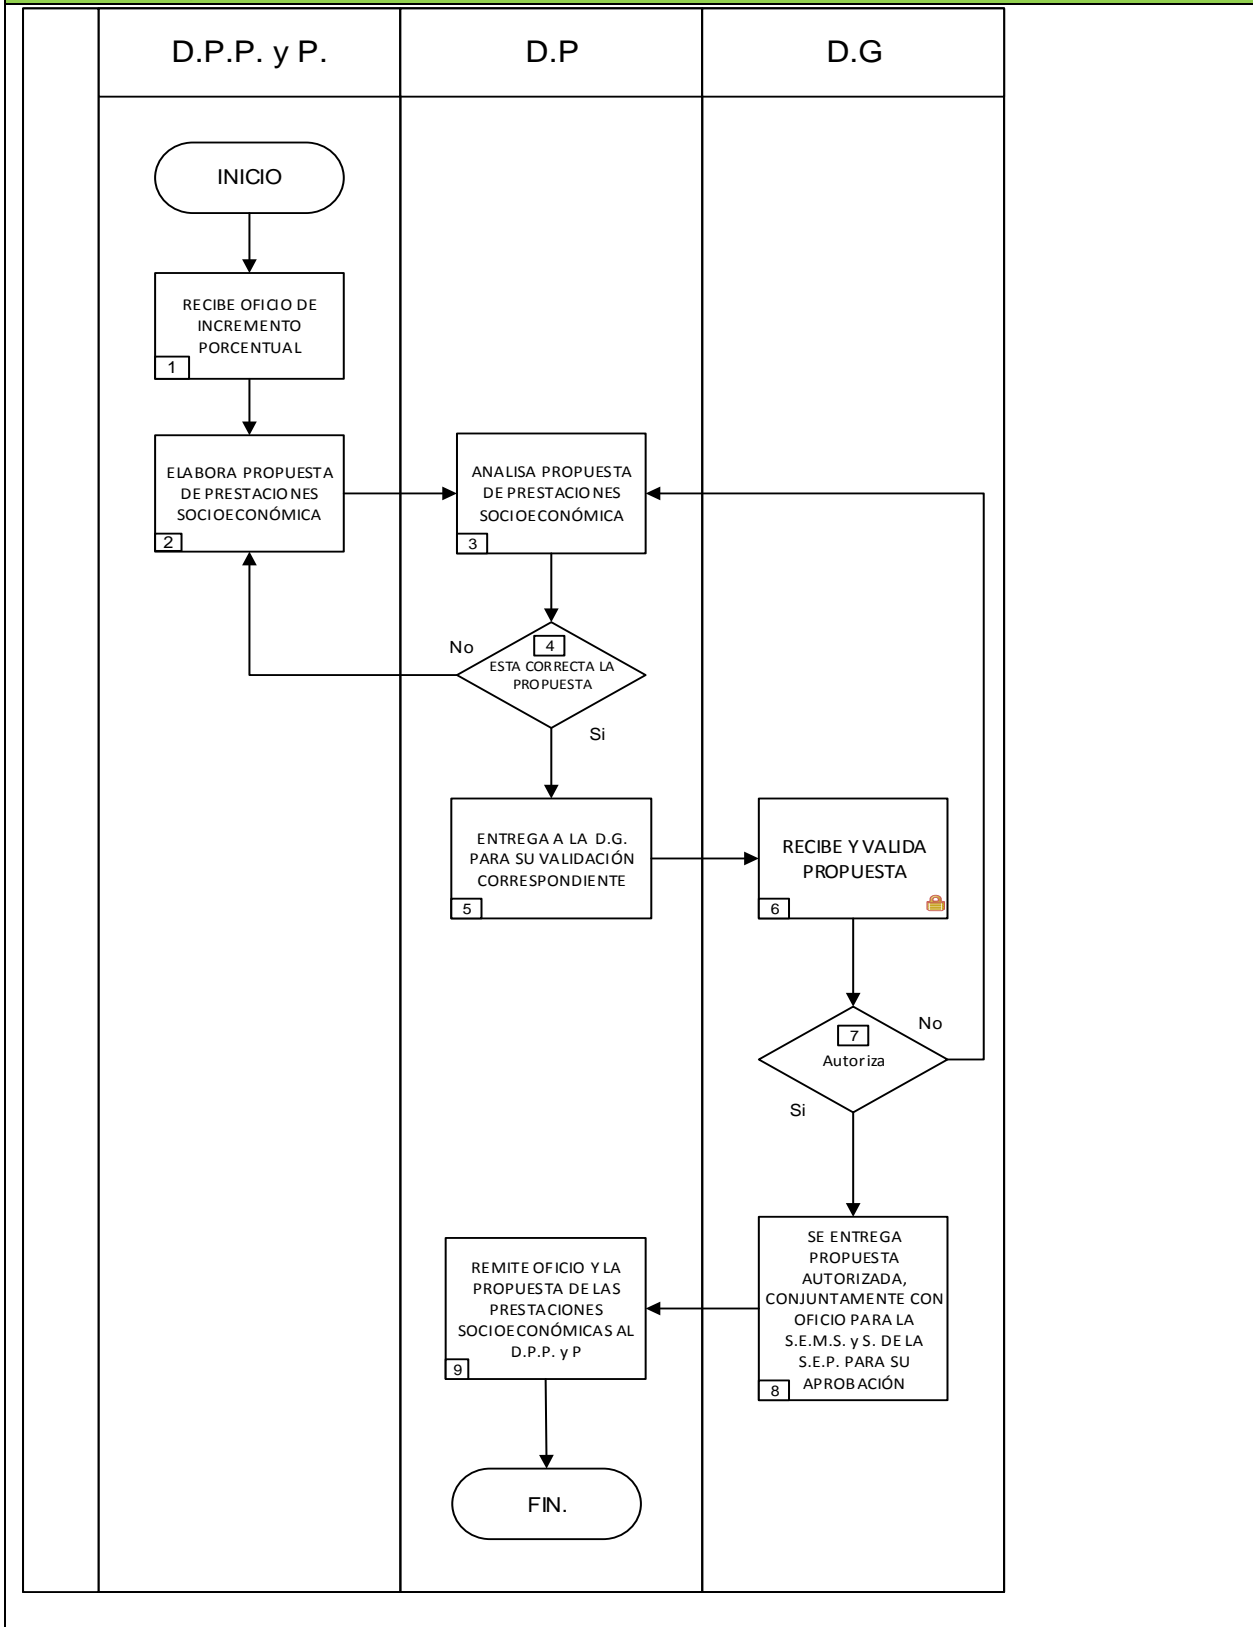 D.P.P. y P.
D.P
D.G
INICIO
RECIBE OFICIO DE
INCREMENTO
PORCENTUAL
1
ELABORA PROPUESTA
DE PRESTACIONES
SOCIOECONÓMICA
2
ANALISA PROPUESTA
DE PRESTACIONES
SOCIOECONÓMICA
3
No
4
ESTA CORRECTA LA
PROPUESTA
Si
ENTREGA A LA D.G.
PARA SU VALIDACIÓN
CORRESPONDIENTE
5
RECIBE Y VALIDA
PROPUESTA
6
No
7
Autoriza
Si
SE ENTREGA
PROPUESTA
AUTORIZADA,
CONJUNTAMENTE CON
OFICIO PARA LA
S.E.M.S. y S. DE LA
S.E.P. PARA SU
APROBACIÓN
8
REMITE OFICIO Y LA
PROPUESTA DE LAS
PRESTACIONES
SOCIOECONÓMICAS AL
D.P.P. y P
9
FIN.